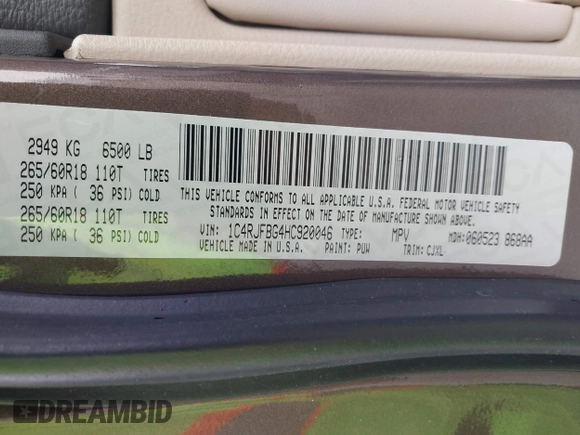 2949 KG 6500 LB
265/60R18 110T TIRES
250 KPA ( 36 PSI) COLD
265/60R18 110T TIRES
250 KPA ( 36 PSI) COLD
THIS VEHICLE CONFORMS TO ALL APPLICABLE U.S.A. FEDERAL MOTOR VEHICLE SAFETY
STANDARDS IN EFFECT ON THE DATE OF MANUFACTURE SHOWN ABOVE.
VIN: 1C4RJFBG4HC920046 TYPE: MPV MDH:060523 868AA
VEHICLE MADE IN U.S.A. PAINT: PUW TRIM: CJXL
DREAMBID